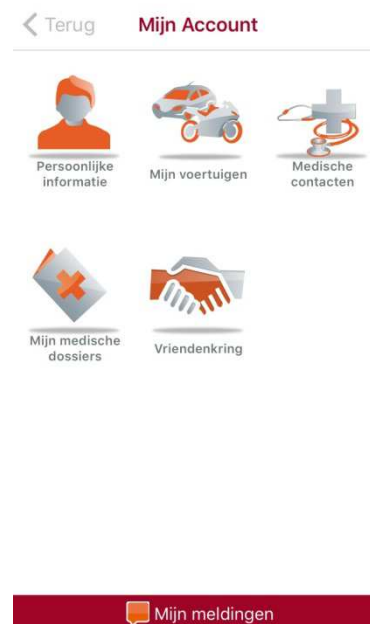 Terug
Mijn Account
Persoonlijke
informatie
Mijn voertuigen
Medische
contacten
Mijn medische
dossiers
Vriendenkring
Mijn meldingen